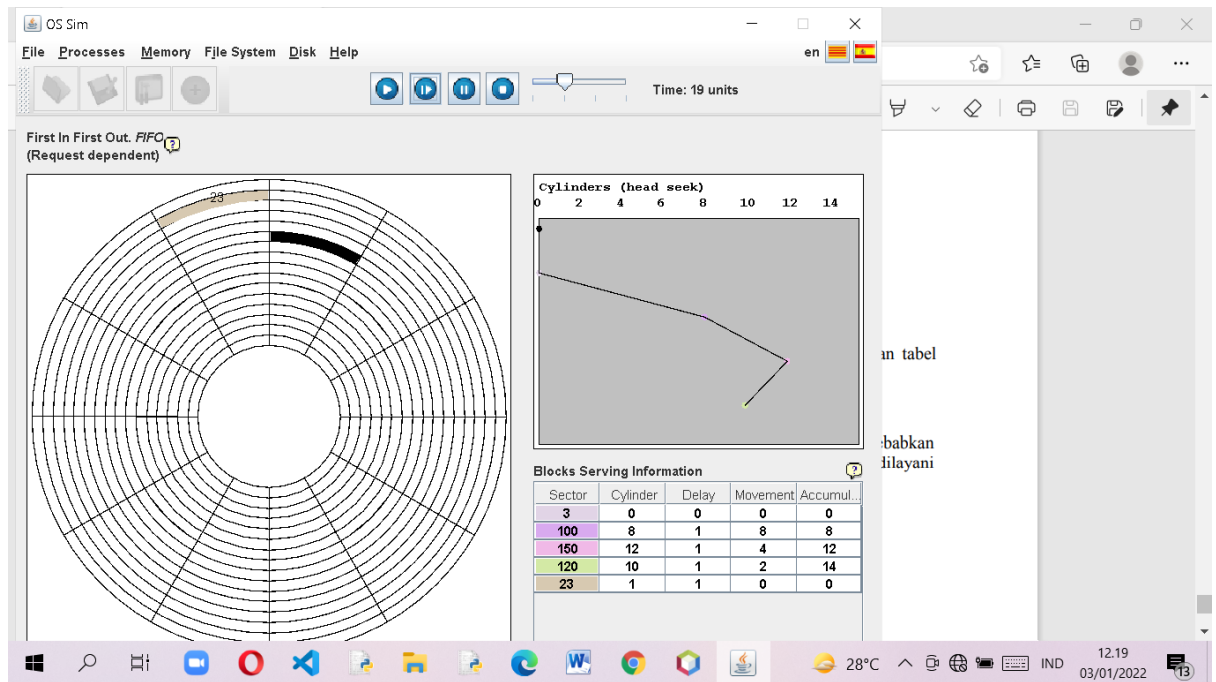 OS Sim
File Processes Memory File System Disk Help en
Time: 19 units
First In First Out. FIFO
(Request dependent)
23
Cylinders (head seek)
0 2 4 6 8 10 12 14
an tabel
ebabkan
dilayani
Blocks Serving Information
Sector Cylinder Delay Movement Accumul...
3 0 0 0 0
100 8 1 8 8
150 12 1 4 12
120 10 1 2 14
23 1 1 0 0
28°C IND 12.19
03/01/2022 13